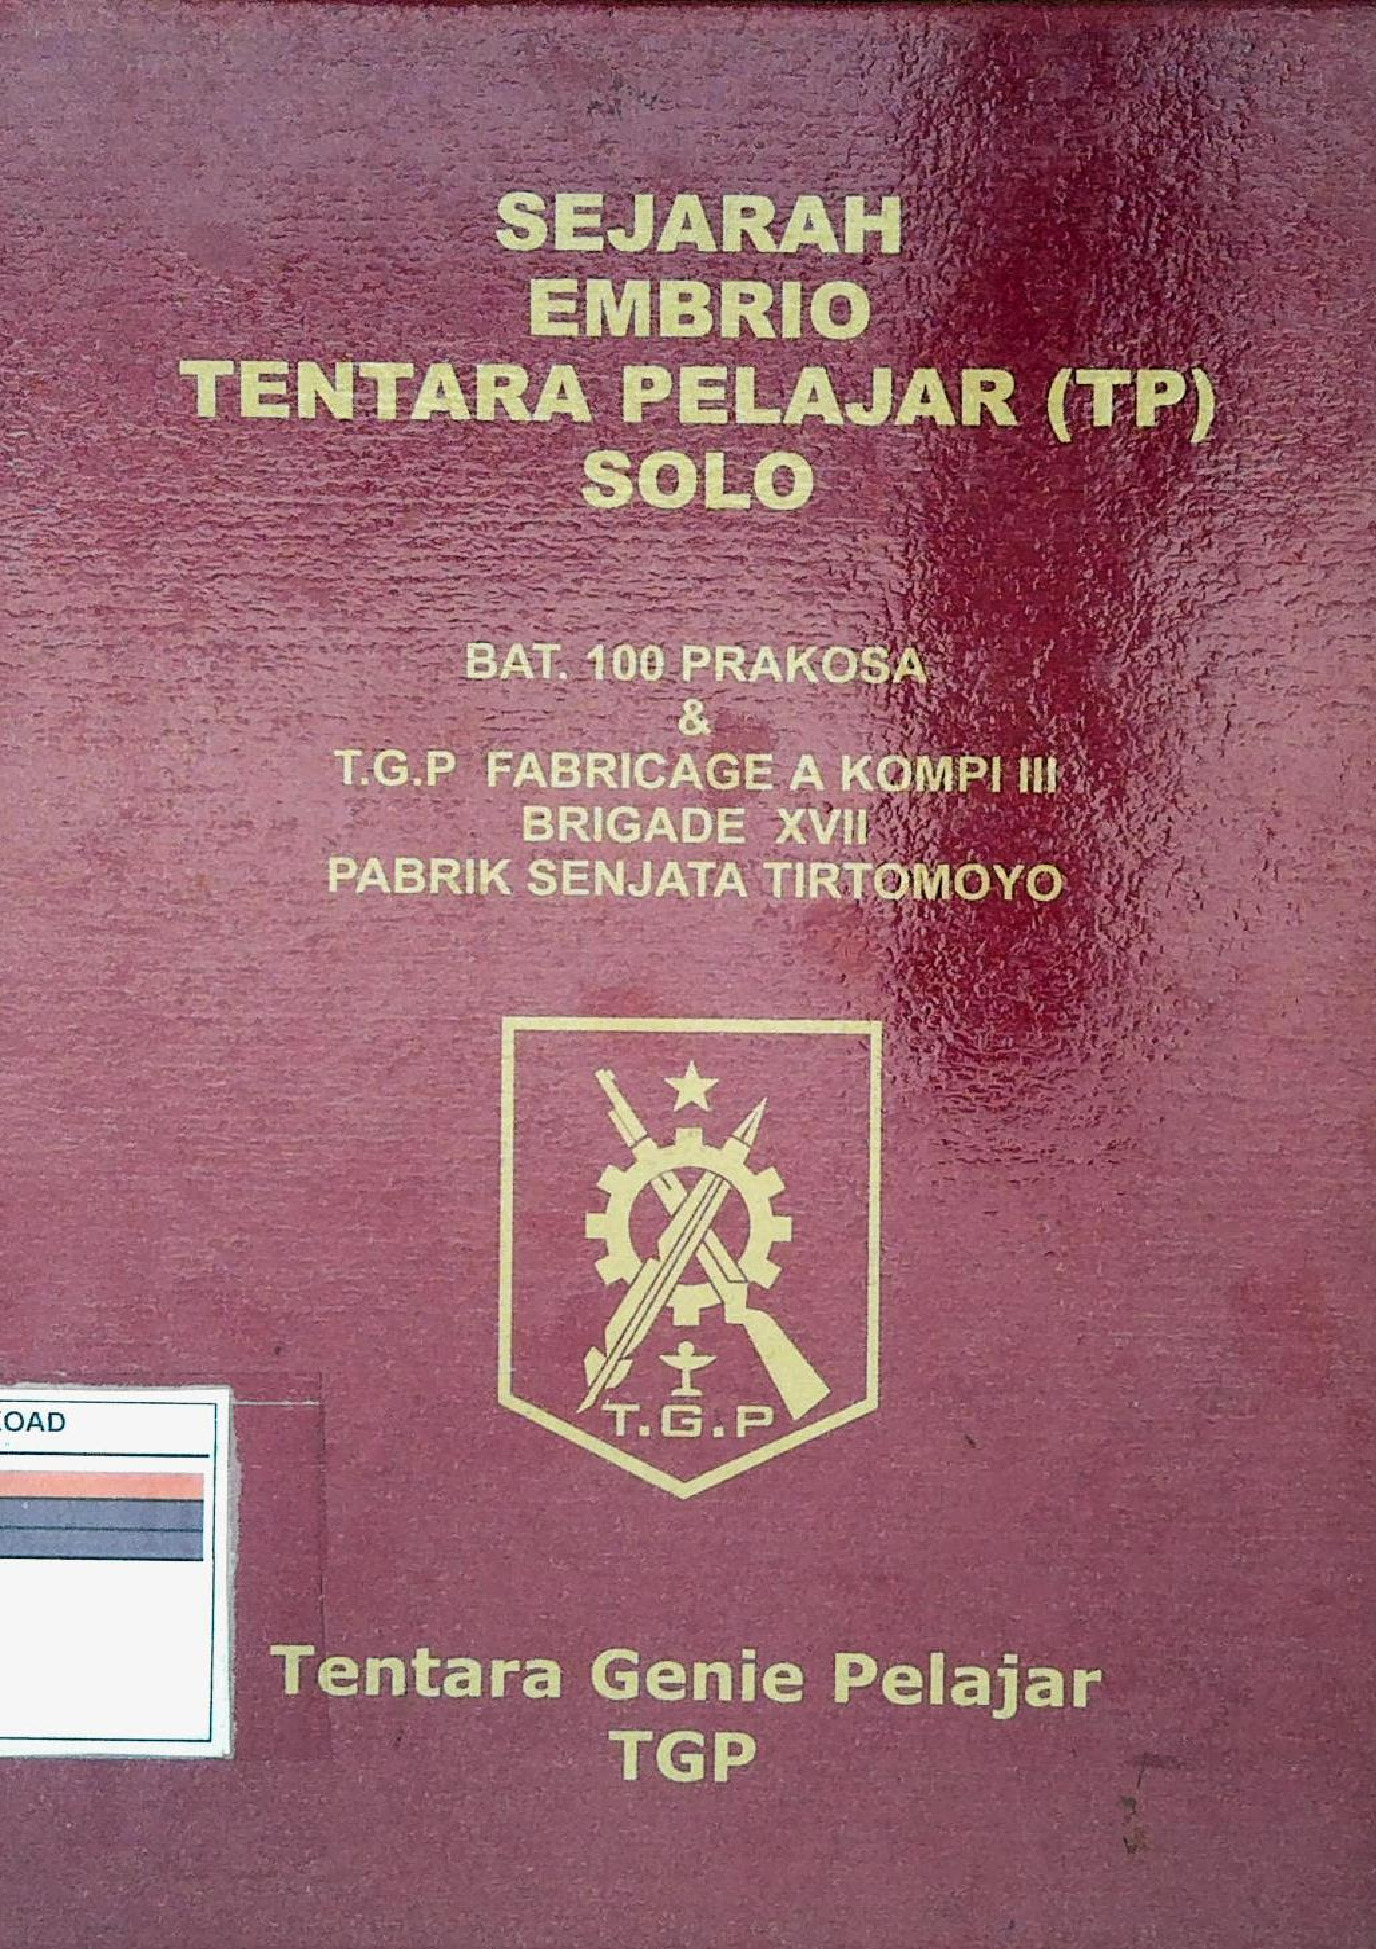 SEJARAH
EMBRIO
TENTARA PELAJAR (TP)
SOLO
BAT. 100 PRAKOSA
&
T.G.P FABRICAGE A KOMPI III
BRIGADE XVII
PABRIK SENJATA TIRTOMOYO
T.G.P
OAD
Tentara Genie Pelajar
TGP